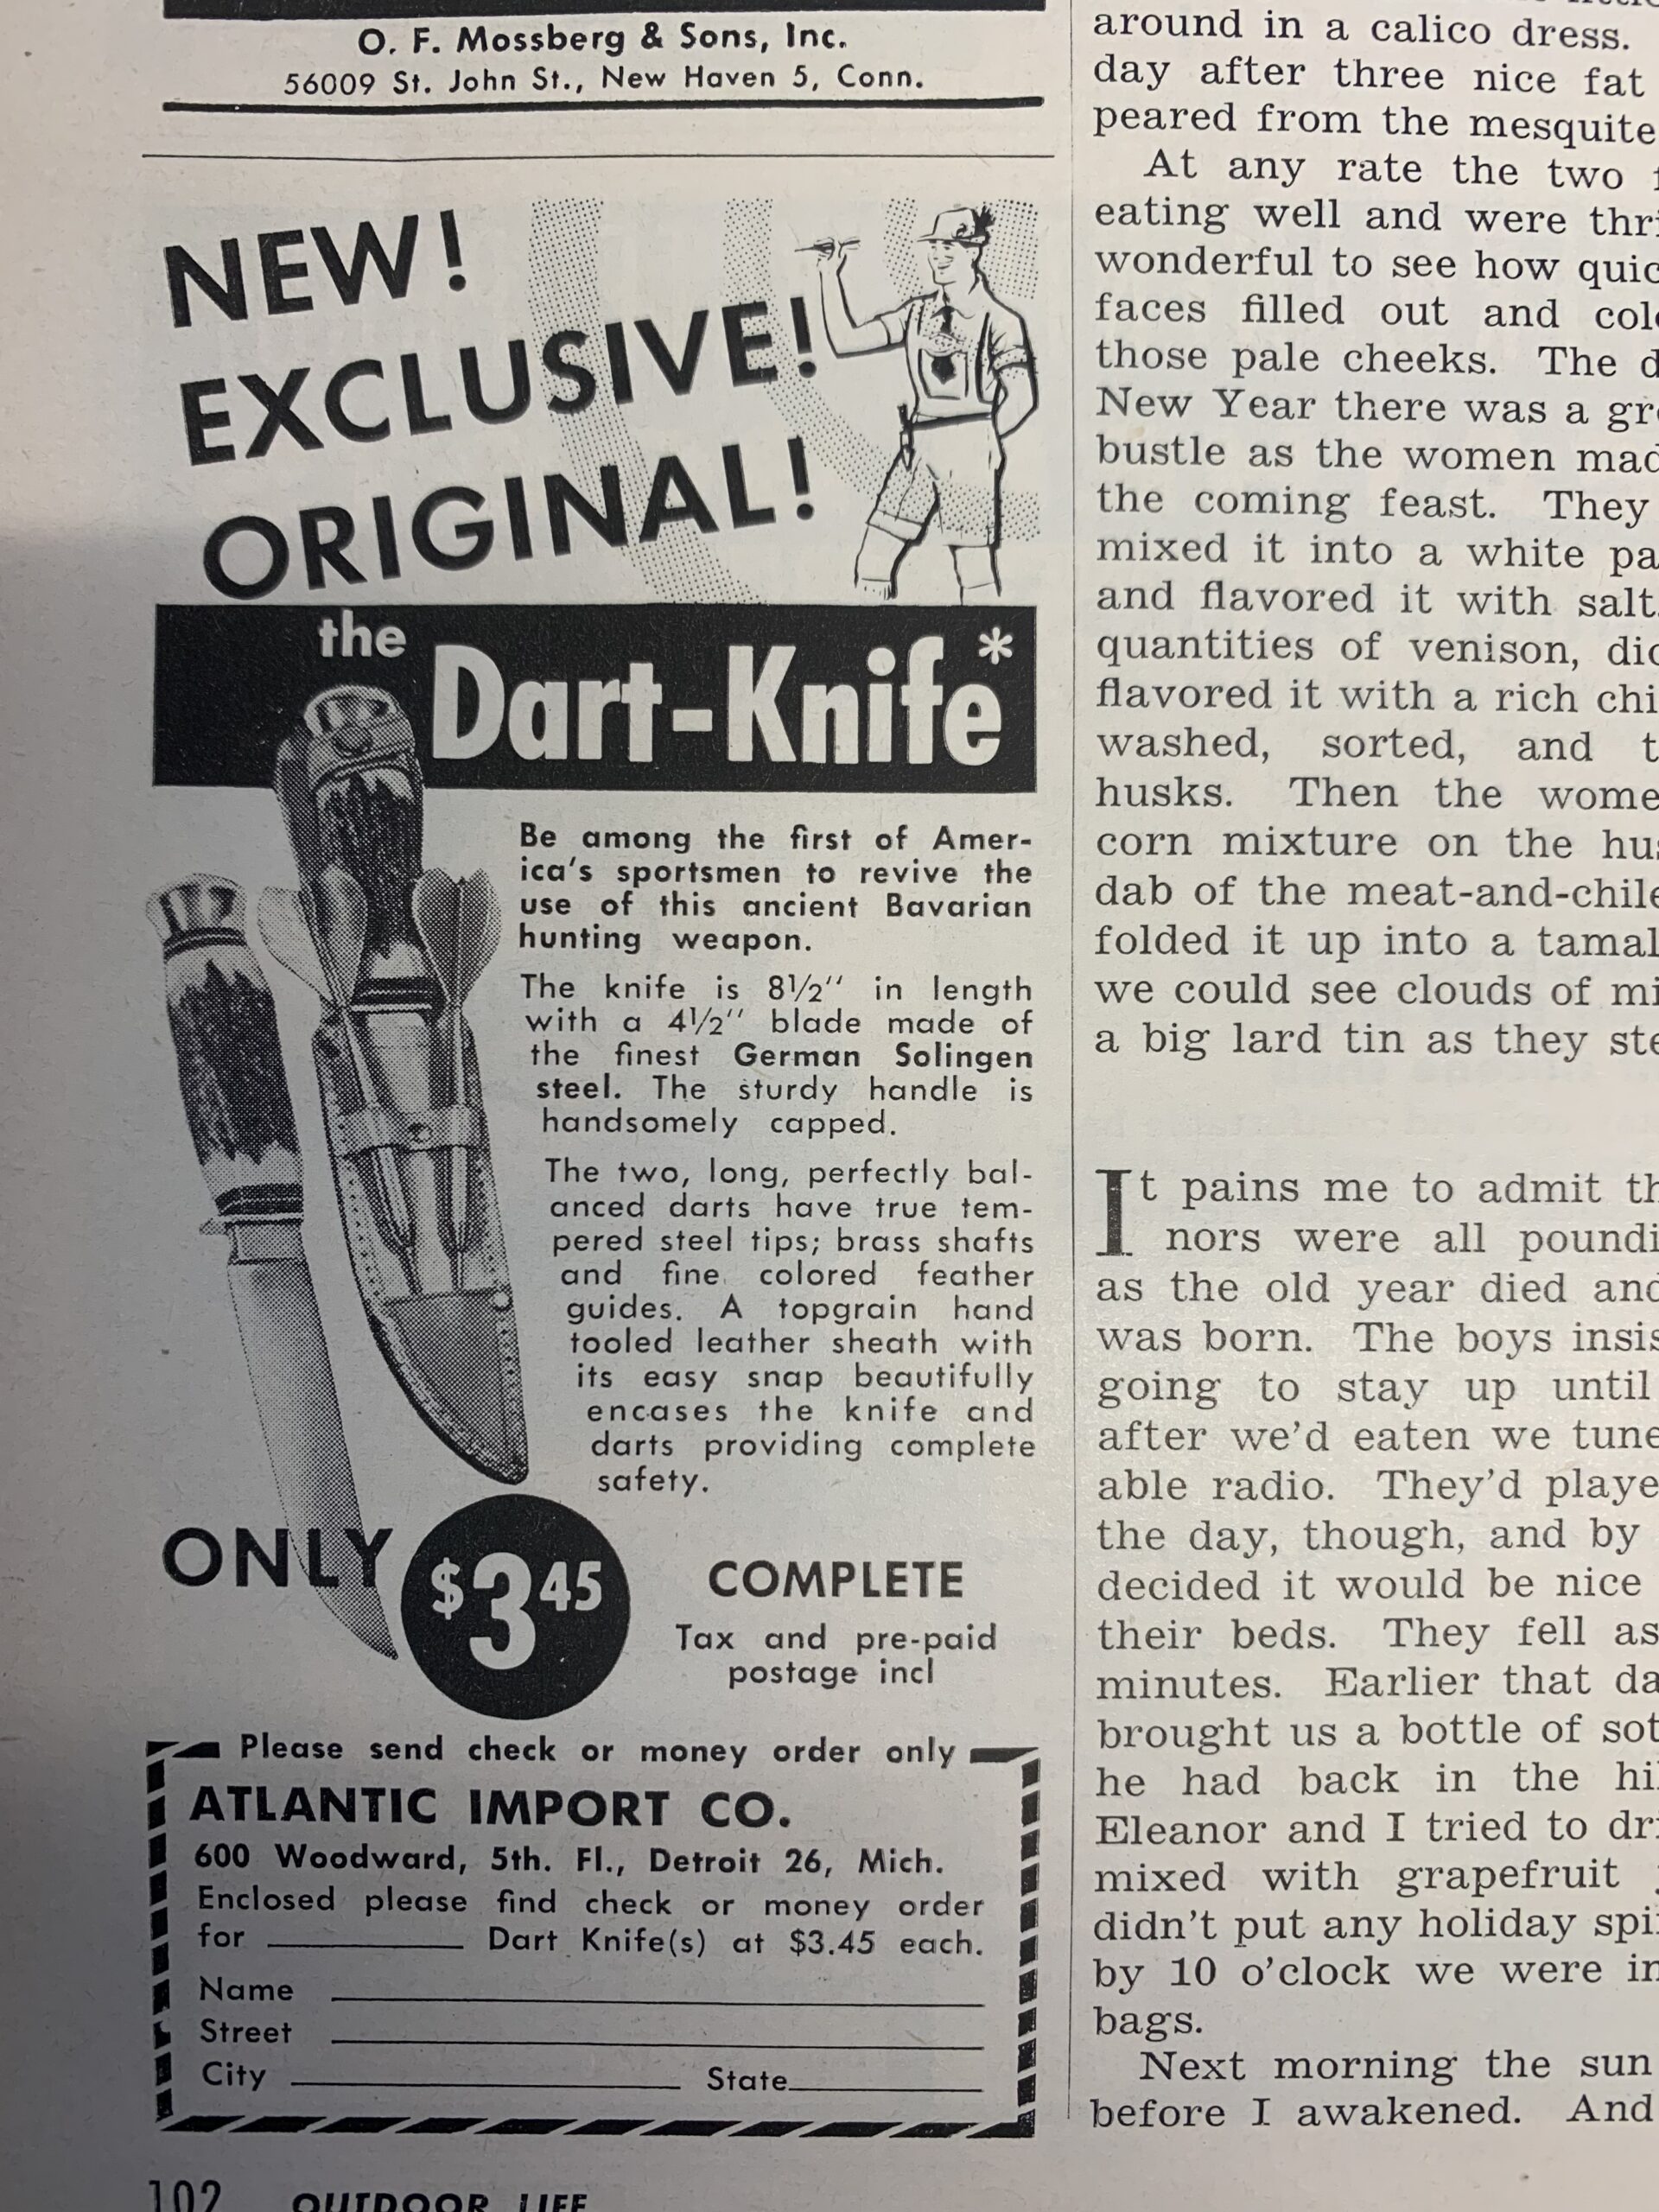 O. F. Mossberg & Sons, Inc.
56009 St. John St., New Haven 5, Conn.
NEW!
EXCLUSIVE!
ORIGINAL!
the
Dart-Knife*
Be among the first of Amer-
ica's sportsmen to revive the
use of this ancient Bavarian
hunting weapon.
The knife is 8½" in length
with a 4½" blade made of
the finest German Solingen
steel. The sturdy handle is
handsomely capped.
The two, long, perfectly bal-
anced darts have true tem-
pered steel tips; brass shafts
and fine colored feather
guides. A topgrain hand
tooled leather sheath with
its easy snap beautifully
encases the knife and
darts providing complete
safety.
ONLY $3.45
COMPLETE
Tax and pre-paid
postage incl
Please send check or money order only
ATLANTIC IMPORT CO.
600 Woodward, 5th. Fl., Detroit 26, Mich.
Enclosed please find check or money order
for ________ Dart Knife(s) at $3.45 each.
Name
Street
City State
102 OUTDOOR LIFE
around in a calico dress.
day after three nice fat
peared from the mesquite
At any rate the two
eating well and were
wonderful to see how
faces filled out and
those pale cheeks. The
New Year there was a
bustle as the women
the coming feast. They
mixed it into a white
and flavored it with salt.
quantities of venison,
flavored it with a rich
washed, sorted, and
husks. Then the
corn mixture on the
dab of the meat-and-chile
folded it up into a
we could see clouds of
a big lard tin as they
It pains me to admit
nors were all
as the old year died and
was born. The boys
going to stay up until
after we'd eaten we
able radio. They'd
the day, though, and by
decided it would be nice
their beds. They fell
minutes. Earlier that
brought us a bottle of
he had back in the
Eleanor and I tried to
mixed with grapefruit
didn't put any holiday
by 10 o'clock we were
bags.
Next morning the sun
before I awakened. And